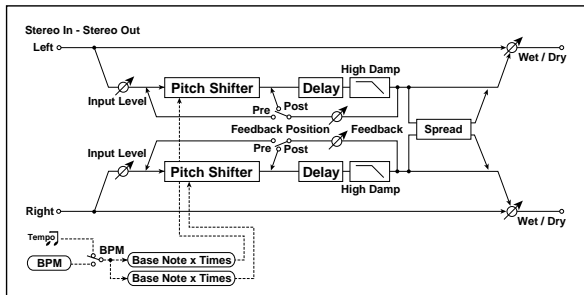 Stereo In - Stereo Out
Left
Wet / Dry
High Damp
Pitch Shifter
Delay
Input Level
Post
Pre
Feedback Position
Feedback
Spread
Pre
Post
Input Level
Pitch Shifter
Delay
High Damp
Right
Wet / Dry
Tempo
BPM
BPM
Base Note x Times
Base Note x Times